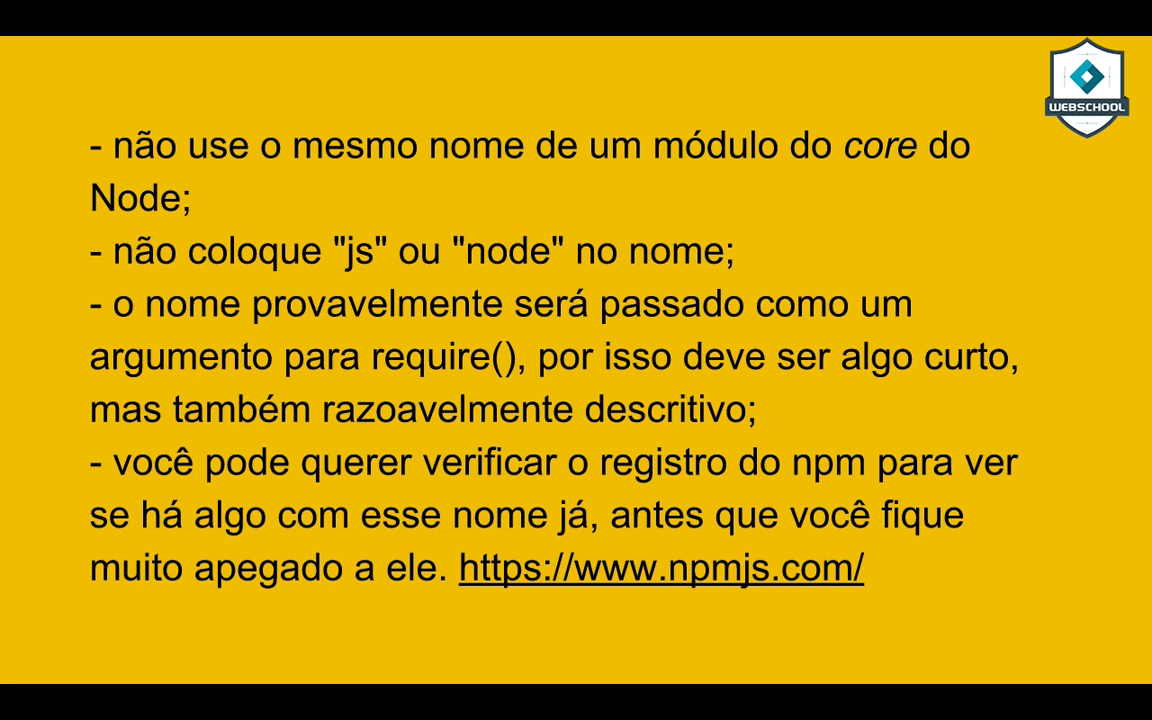 WEBSCHOOL
- não use o mesmo nome de um módulo do core do
Node;
- não coloque "js" ou "node" no nome;
- o nome provavelmente será passado como um
argumento para require(), por isso deve ser algo curto,
mas também razoavelmente descritivo;
- você pode querer verificar o registro do npm para ver
se há algo com esse nome já, antes que você fique
muito apegado a ele. https://www.npmjs.com/